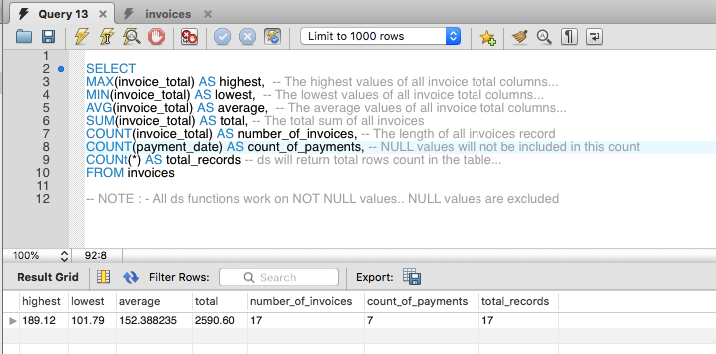 Query 13
invoices
Limit to 1000 rows
1
2 SELECT
3 MAX(invoice_total) AS highest, -- The highest values of all invoice total columns...
4 MIN(invoice_total) AS lowest, -- The lowest values of all invoice total columns...
5 AVG(invoice_total) AS average, -- The average values of all invoice total columns...
6 SUM(invoice_total) AS total, -- The total sum of all invoices
7 COUNT(invoice_total) AS number_of_invoices, -- The length of all invoices record
8 COUNT(payment_date) AS count_of_payments, -- NULL values will not be included in this count
9 COUNt(*) AS total_records -- ds will return total rows count in the table...
10 FROM invoices
11
12 -- NOTE : - All ds functions work on NOT NULL values.. NULL values are excluded
100% 92:8
Result Grid Filter Rows: Search Export:
highest lowest average total number_of_invoices count_of_payments total_records
189.12 101.79 152.388235 2590.60 17 7 17